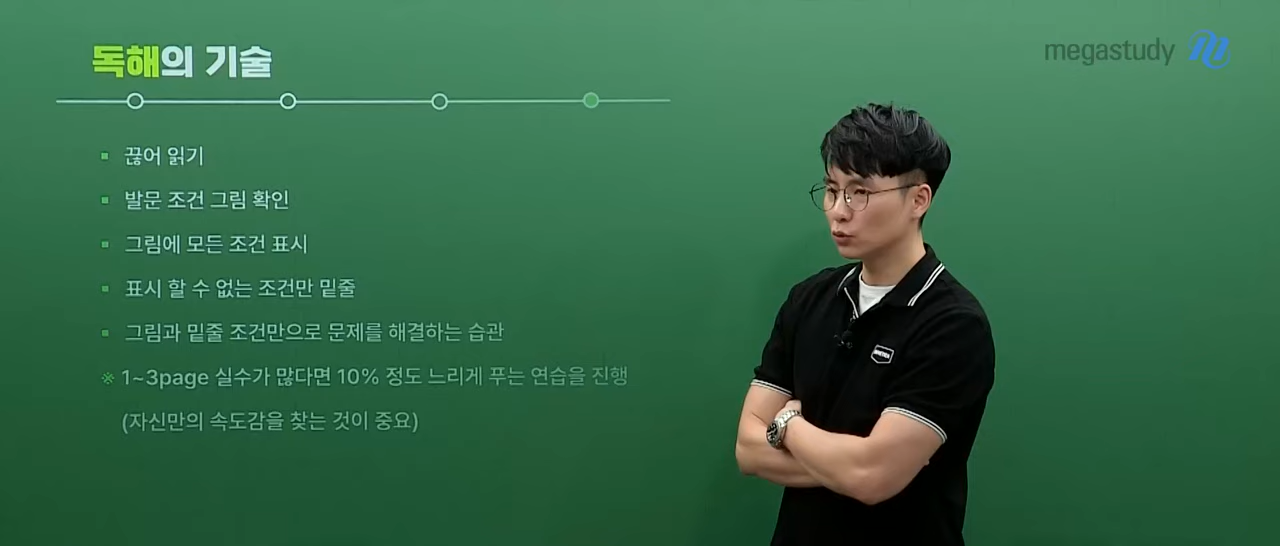 독해의 기술
megastudy
끊어 읽기
발문 조건 그림 확인
그림에 모든 조건 표시
표시 할 수 없는 조건만 밑줄
그림과 밑줄 조건만으로 문제를 해결하는 습관
※ 1~3page 실수가 많다면 10% 정도 느리게 푸는 연습을 진행
(자신만의 속도감을 찾는 것이 중요)